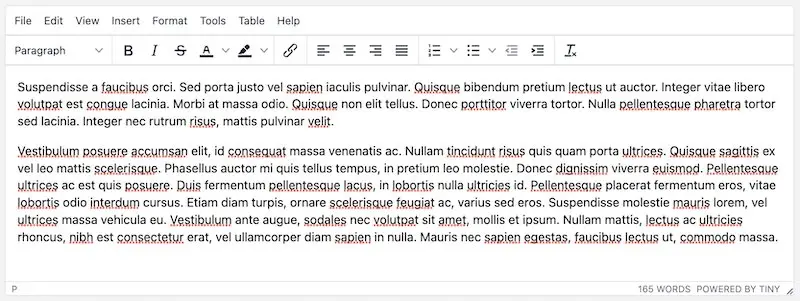 File Edit View Insert Format Tools Table Help
Paragraph B I S A
Suspendisse a faucibus orci. Sed porta justo vel sapien iaculis pulvinar. Quisque bibendum pretium lectus ut auctor. Integer vitae libero
volutpat est congue lacinia. Morbi at massa odio. Quisque non elit tellus. Donec porttitor viverra tortor. Nulla pellentesque pharetra tortor
sed lacinia. Integer nec rutrum risus, mattis pulvinar velit.
Vestibulum posuere accumsan elit, id consequat massa venenatis ac. Nullam tincidunt risus quis quam porta ultrices. Quisque sagittis ex
vel leo mattis scelerisque. Phasellus auctor mi quis tellus tempus, in pretium leo molestie. Donec dignissim viverra euismod. Pellentesque
ultrices ac est quis posuere. Duis fermentum pellentesque lacus, in lobortis nulla ultricies id. Pellentesque placerat fermentum eros, vitae
lobortis odio interdum cursus. Etiam diam turpis, ornare scelerisque feugiat ac, varius sed eros. Suspendisse molestie mauris lorem, vel
ultrices massa vehicula eu. Vestibulum ante augue, sodales nec volutpat sit amet, mollis et ipsum. Nullam mattis, lectus ac ultricies
rhoncus, nibh est consectetur erat, vel ullamcorper diam sapien in nulla. Mauris nec sapien egestas, faucibus lectus ut, commodo massa.
P 165 WORDS POWERED BY TINY